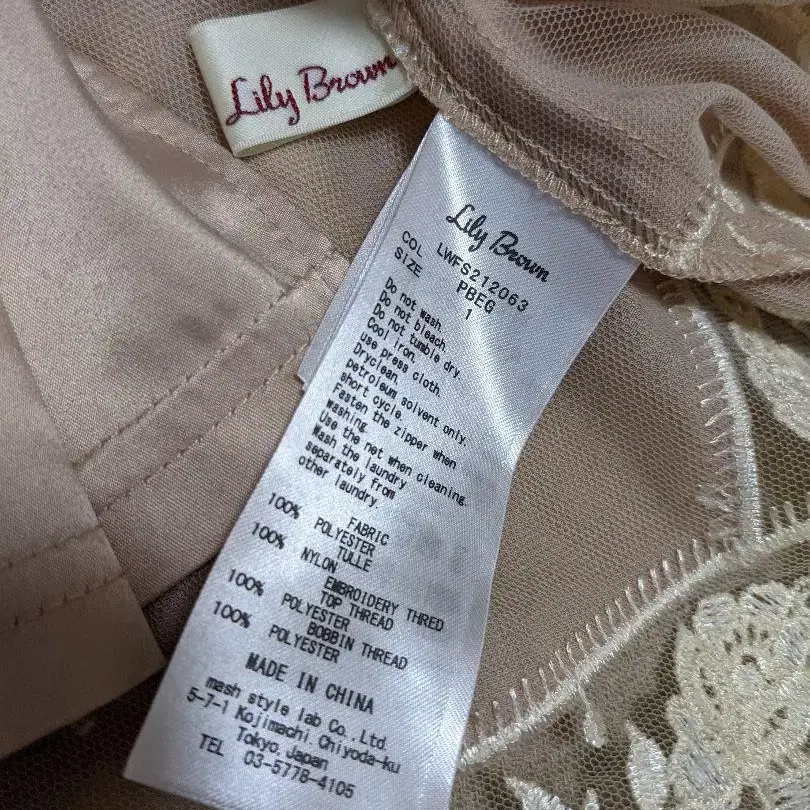 Lily Brown
Lily Brown
LWFS212063
COL PBEG
SIZE 1
Do not wash.
Do not bleach.
Do not tumble dry.
Cool iron.
use press cloth.
Dryclean.
petroleum solvent only.
short cycle.
Fasten the zipper when
washing.
Use the net when cleaning.
Wash the laundry
separately from
other laundry.
FABRIC
100% POLYESTER
TULLE
100% NYLON
EMBROIDERY THRED
TOP THREAD
100% POLYESTER
BOBBIN THREAD
100% POLYESTER
MADE IN CHINA
mash style lab Co.,Ltd.
5-7-1 Kojimachi Chiyoda-ku
Tokyo Japan
TEL 03-5778-4105